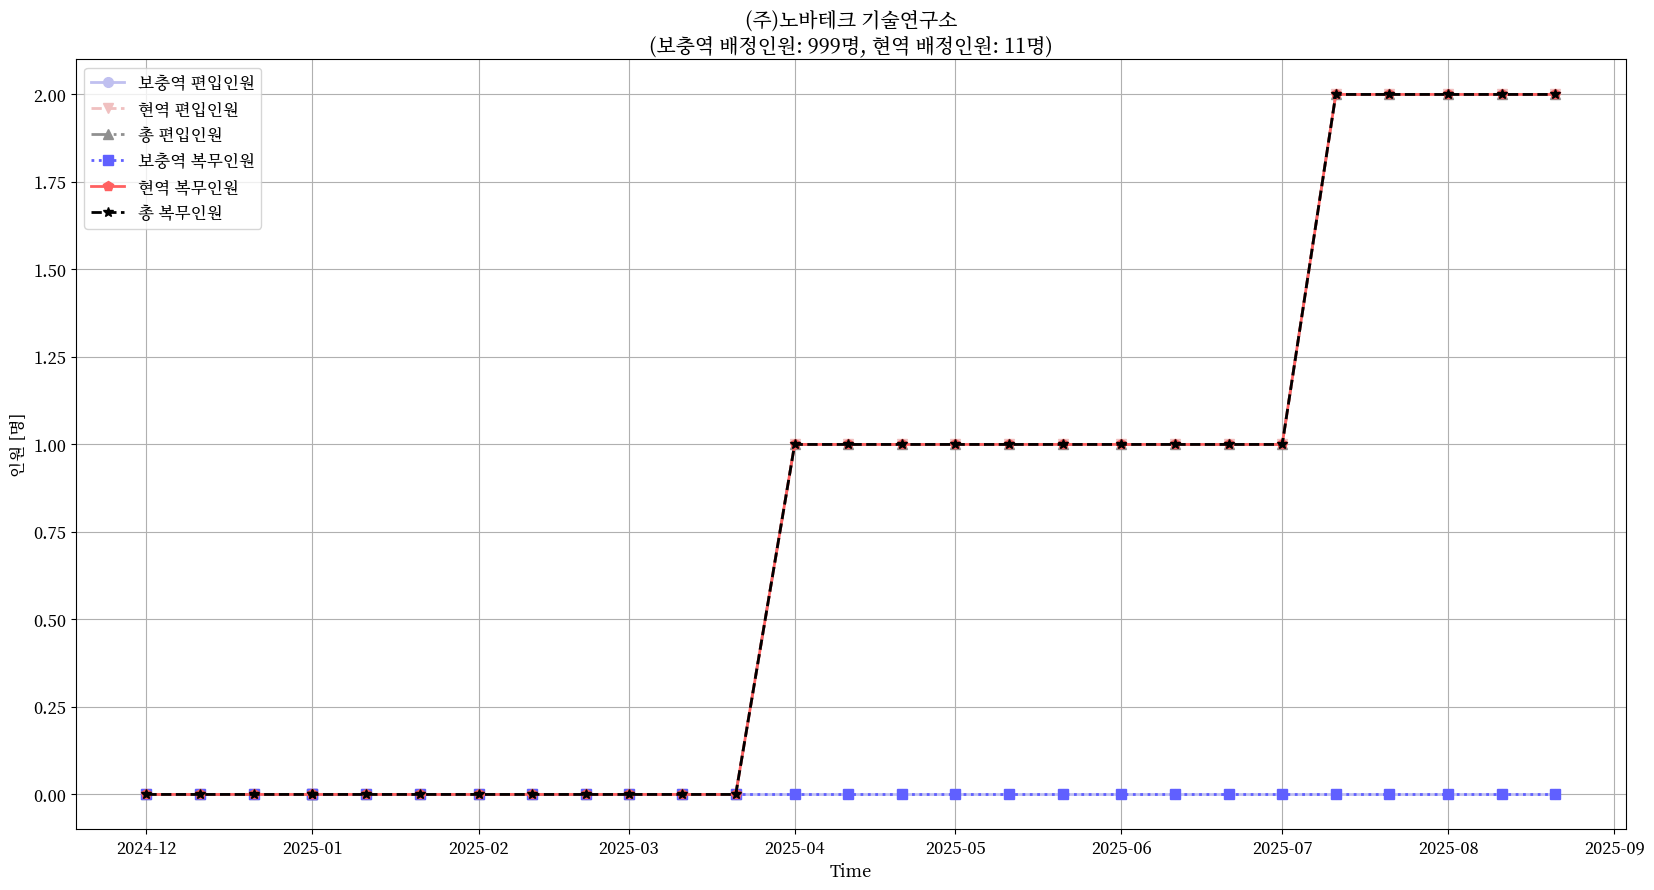 (주)노바테크 기술연구소
(보충역 배정인원: 999명, 현역 배정인원: 11명)
보충역 편입인원
현역 편입인원
총 편입인원
보충역 복무인원
현역 복무인원
총 복무인원
2.00
1.75
1.50
1.25
1.00
0.75
0.50
0.25
0.00
인원 [명]
2024-12 2025-01 2025-02 2025-03 2025-04 2025-05 2025-06 2025-07 2025-08 2025-09
Time